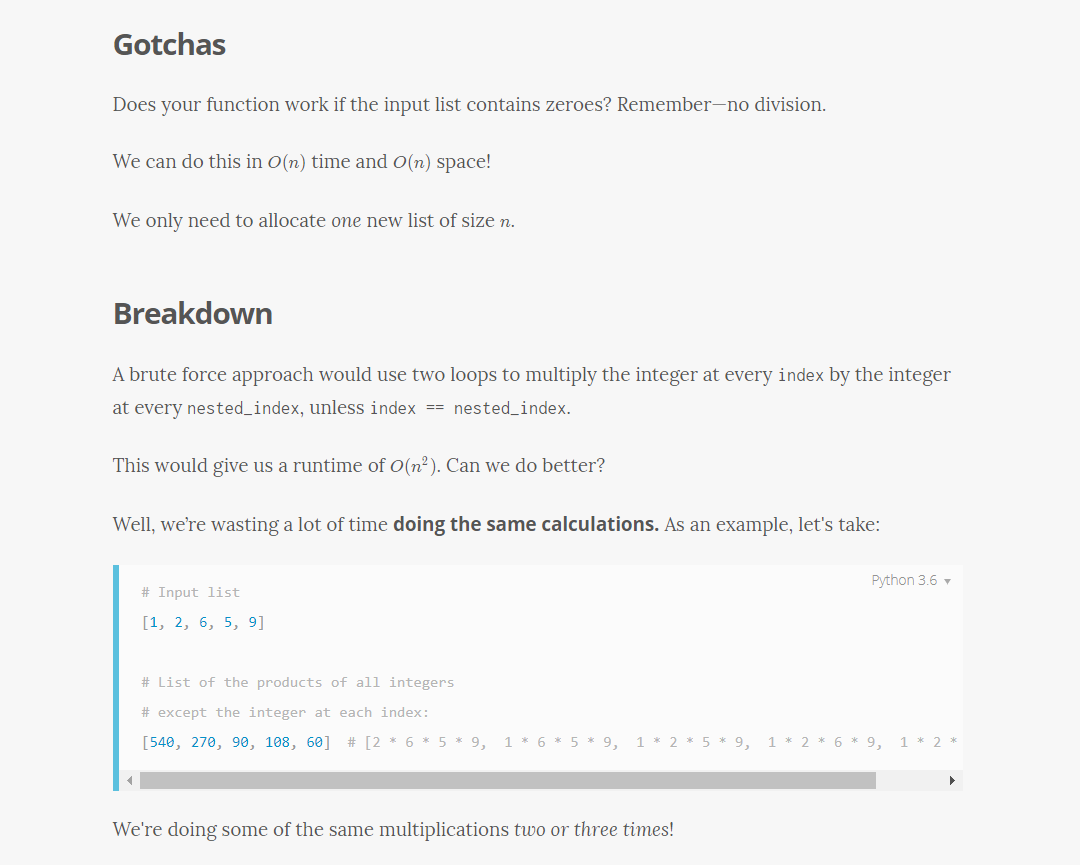 Gotchas
Does your function work if the input list contains zeroes? Remember—no division.
We can do this in O(n) time and O(n) space!
We only need to allocate one new list of size n.
Breakdown
A brute force approach would use two loops to multiply the integer at every index by the integer
at every nested_index, unless index == nested_index.
This would give us a runtime of O(n²). Can we do better?
Well, we’re wasting a lot of time doing the same calculations. As an example, let's take:
Python 3.6
# Input list
[1, 2, 6, 5, 9]
# List of the products of all integers
# except the integer at each index:
[540, 270, 90, 108, 60]  # [2 * 6 * 5 * 9,  1 * 6 * 5 * 9,  1 * 2 * 5 * 9,  1 * 2 * 6 * 9,  1 * 2 *
We're doing some of the same multiplications two or three times!